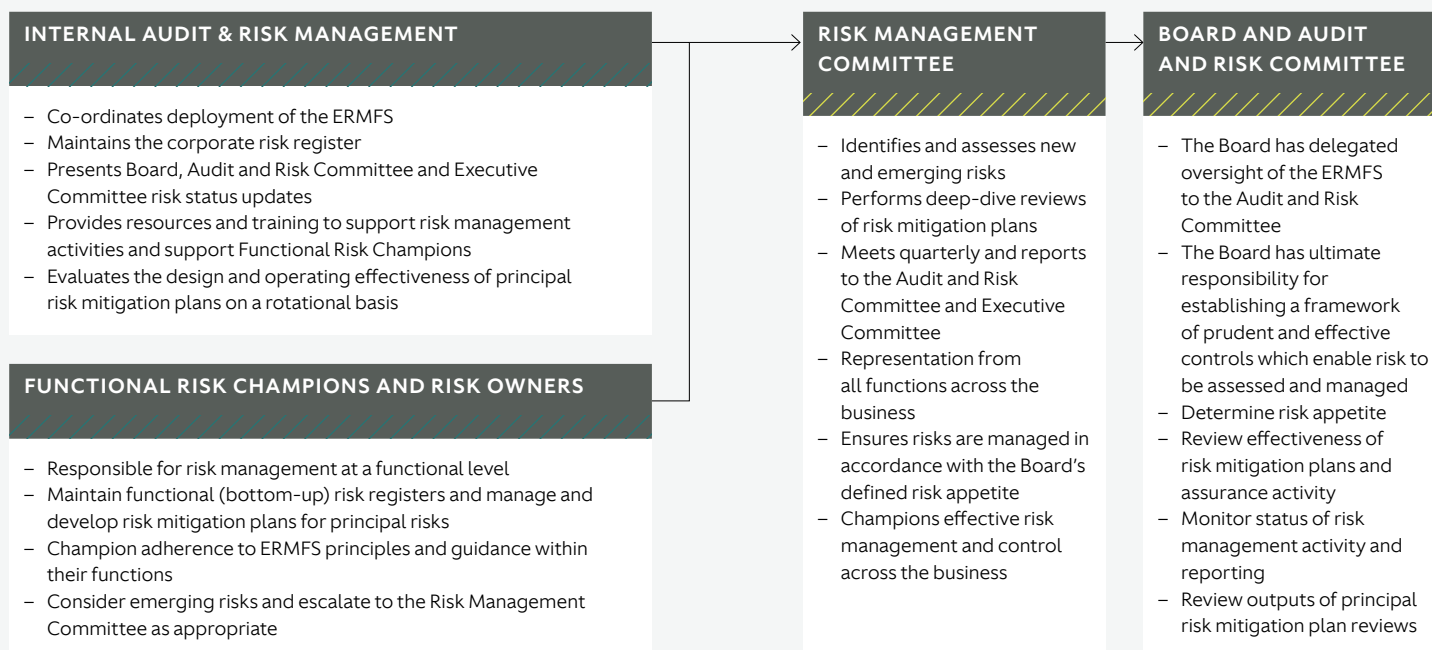 INTERNAL AUDIT & RISK MANAGEMENT
– Co-ordinates deployment of the ERMFS
– Maintains the corporate risk register
– Presents Board, Audit and Risk Committee and Executive
Committee risk status updates
– Provides resources and training to support risk management
activities and support Functional Risk Champions
– Evaluates the design and operating effectiveness of principal
risk mitigation plans on a rotational basis
FUNCTIONAL RISK CHAMPIONS AND RISK OWNERS
– Responsible for risk management at a functional level
– Maintain functional (bottom-up) risk registers and manage and
develop risk mitigation plans for principal risks
– Champion adherence to ERMFS principles and guidance within
their functions
– Consider emerging risks and escalate to the Risk Management
Committee as appropriate
RISK MANAGEMENT
COMMITTEE
– Identifies and assesses new
and emerging risks
– Performs deep-dive reviews
of risk mitigation plans
– Meets quarterly and reports
to the Audit and Risk
Committee and Executive
Committee
– Representation from
all functions across the
business
– Ensures risks are managed in
accordance with the Board's
defined risk appetite
– Champions effective risk
management and control
across the business
BOARD AND AUDIT
AND RISK COMMITTEE
– The Board has delegated
oversight of the ERMFS
to the Audit and Risk
Committee
– The Board has ultimate
responsibility for
establishing a framework
of prudent and effective
controls which enable risk to
be assessed and managed
– Determine risk appetite
– Review effectiveness of
risk mitigation plans and
assurance activity
– Monitor status of risk
management activity and
reporting
– Review outputs of principal
risk mitigation plan reviews